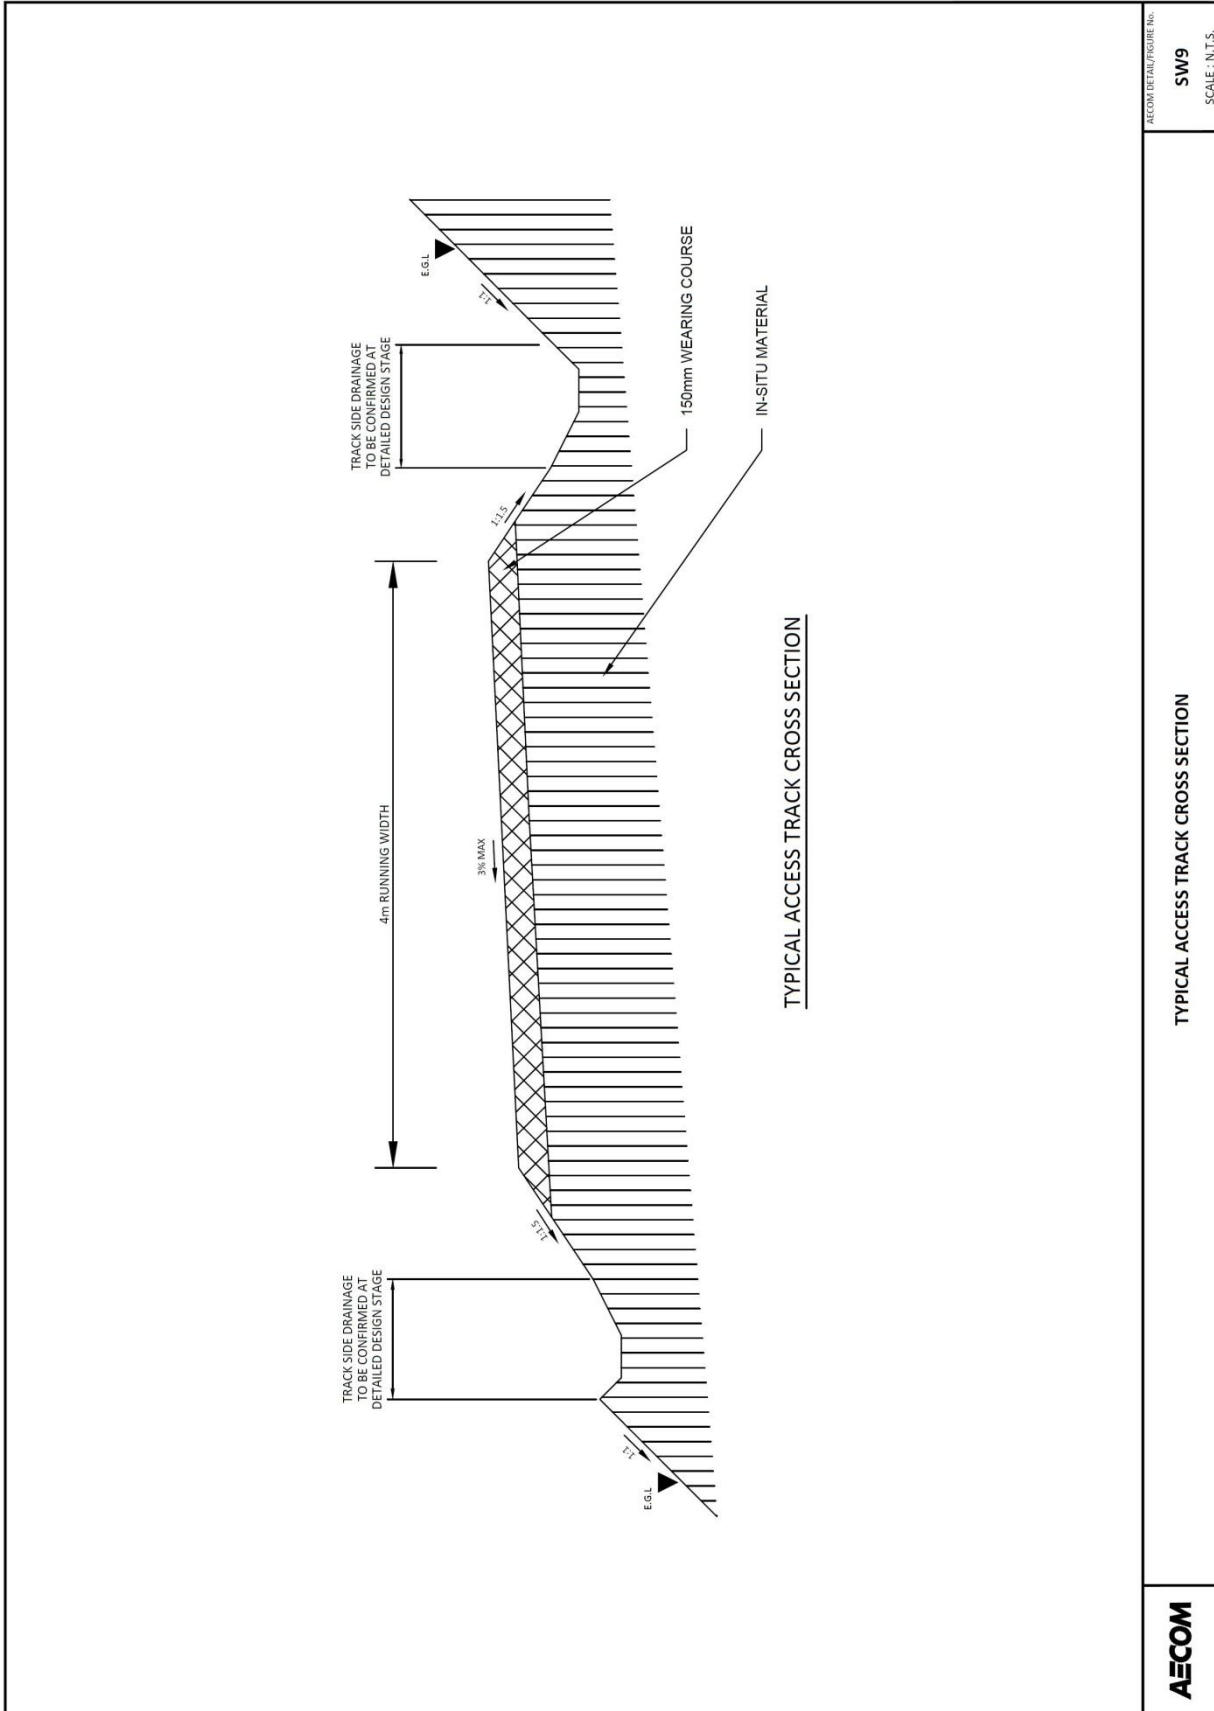 TRACK SIDE DRAINAGE
TO BE CONFIRMED AT
DETAILED DESIGN STAGE
4m RUNNING WIDTH
TRACK SIDE DRAINAGE
TO BE CONFIRMED AT
DETAILED DESIGN STAGE
E.G.L
1:1
1:1.5
3% MAX
1:1.5
1:1
E.G.L
150mm WEARING COURSE
IN-SITU MATERIAL
TYPICAL ACCESS TRACK CROSS SECTION
AECOM
TYPICAL ACCESS TRACK CROSS SECTION
AECOM DETAIL/FIGURE No.
SW9
SCALE : N.T.S.